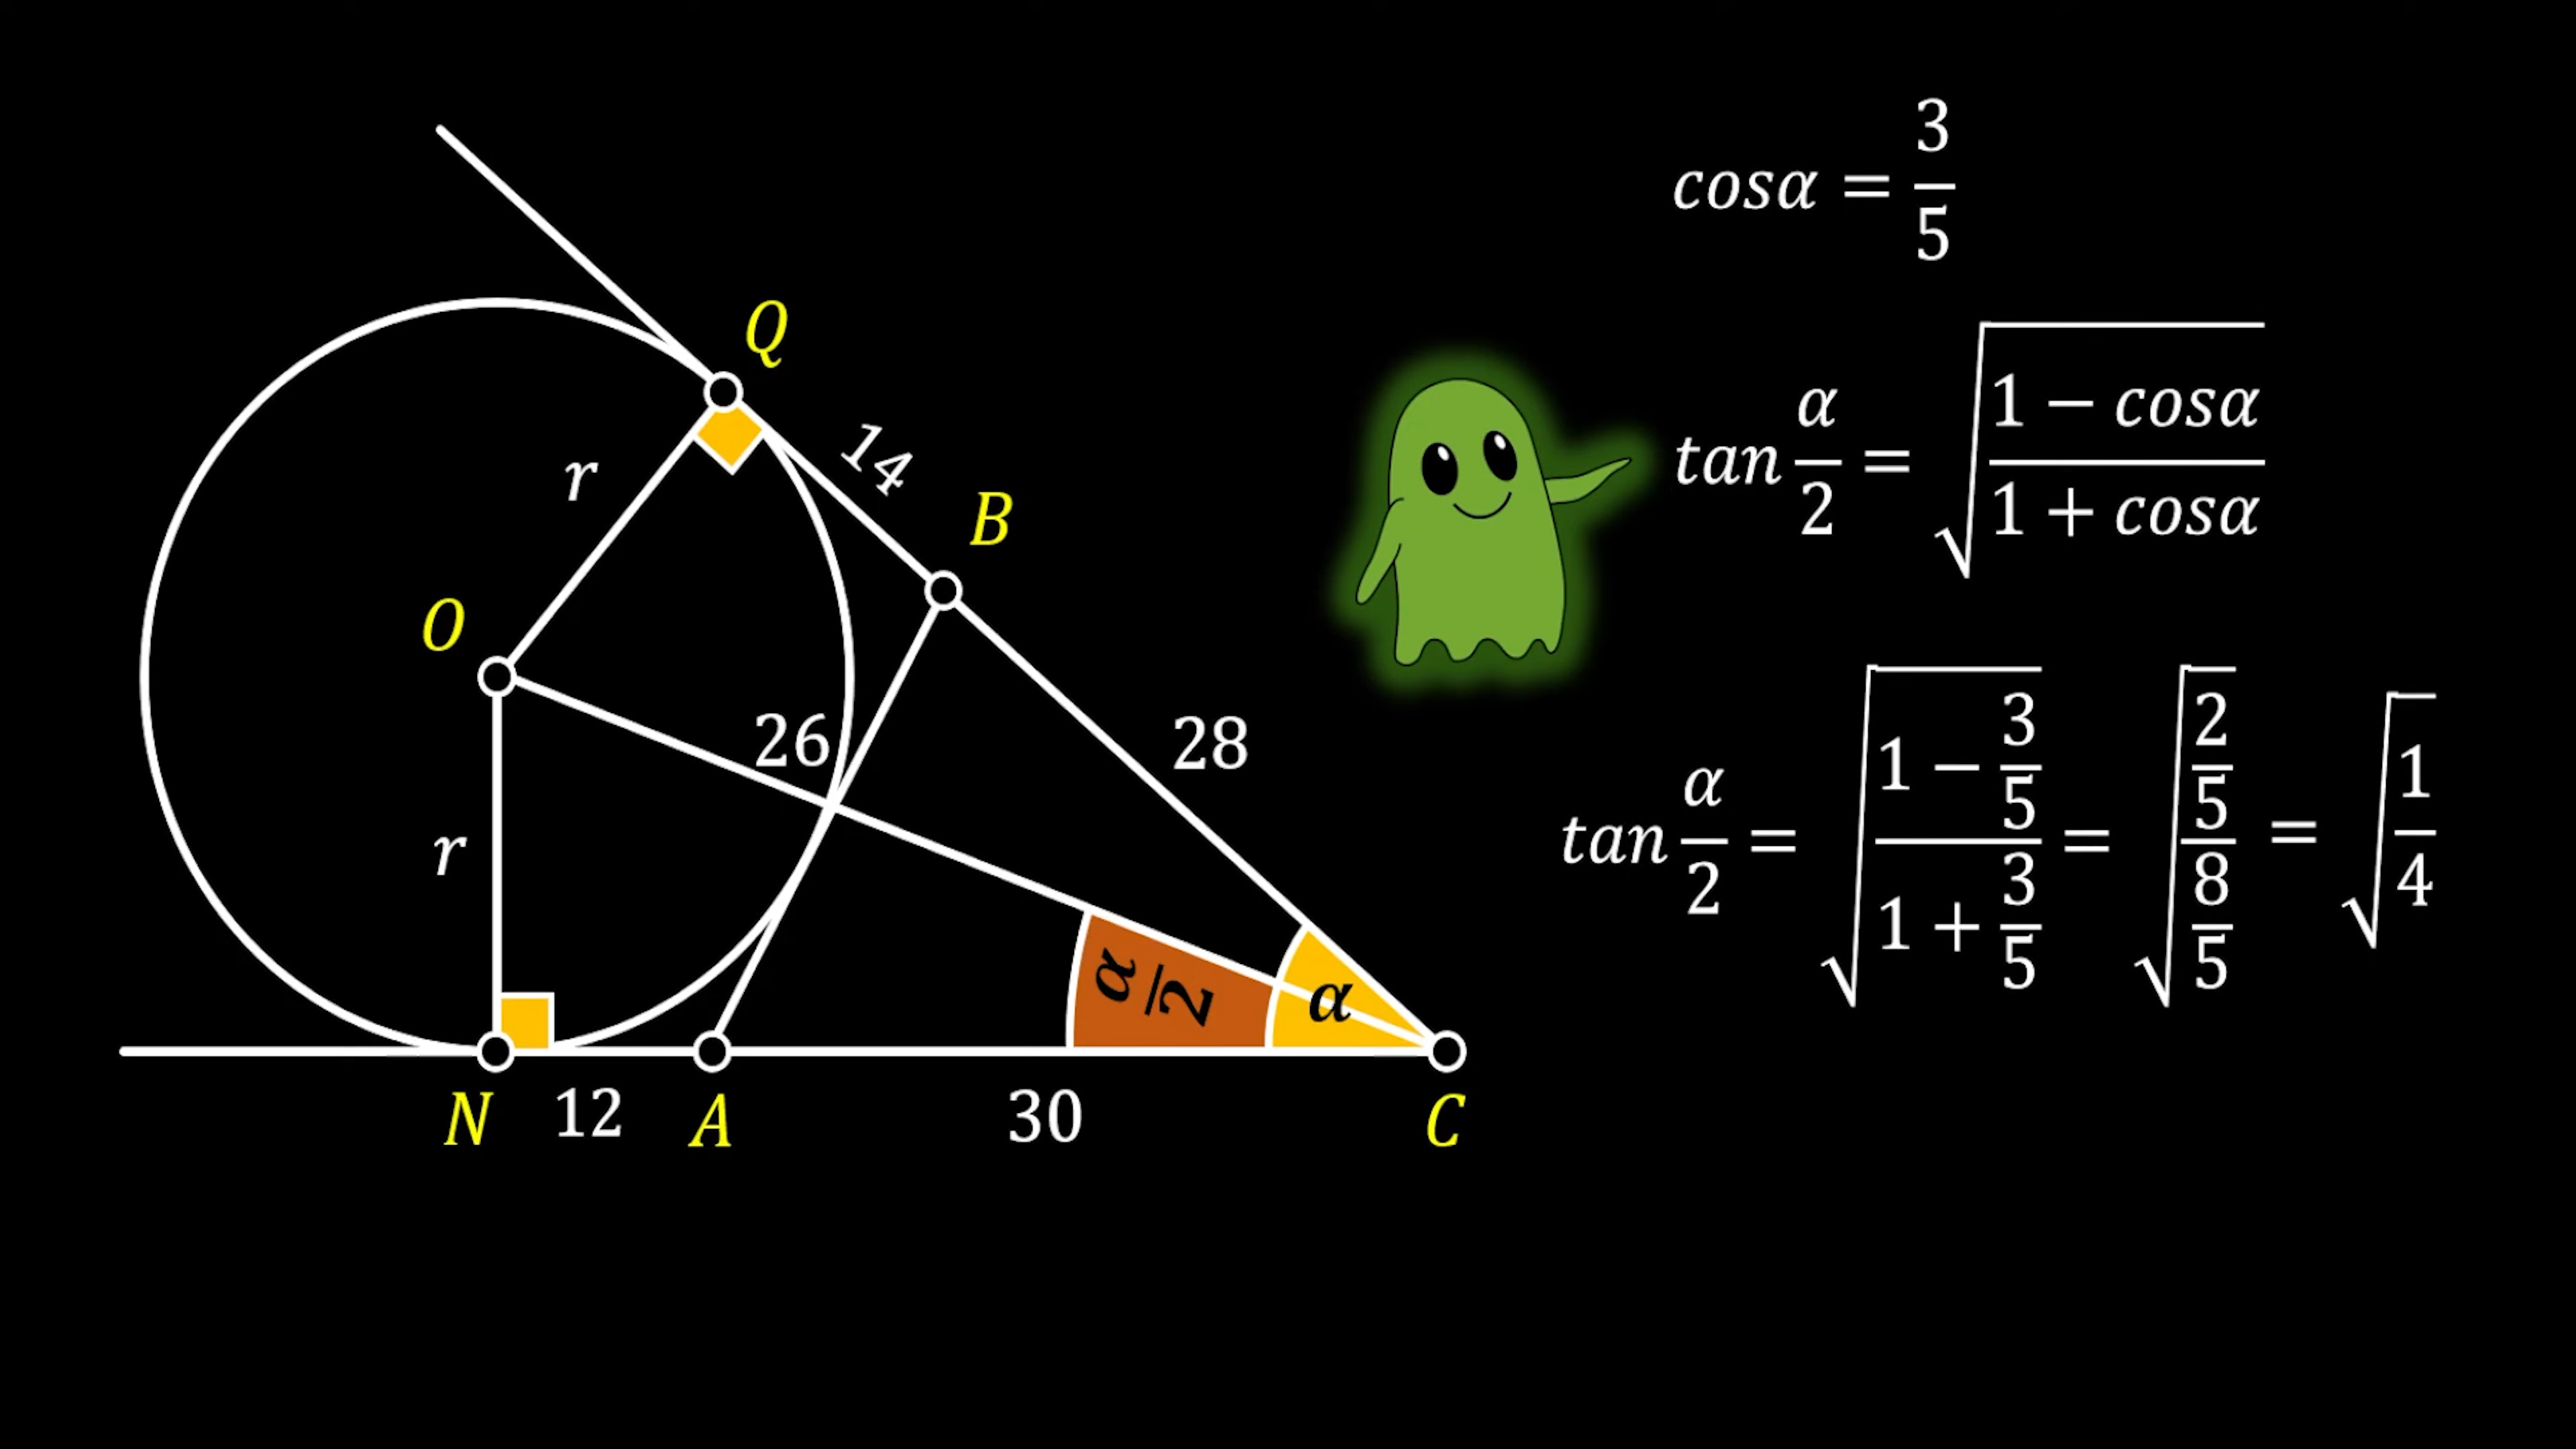 cosα = 3/5
Q
14
r
B
tan α/2 = √((1 − cosα)/(1 + cosα))
O
26
28
r
tan α/2 = √((1 − 3/5)/(1 + 3/5)) = √((2/5)/(8/5)) = √(1/4)
α/2
α
N 12 A 30 C